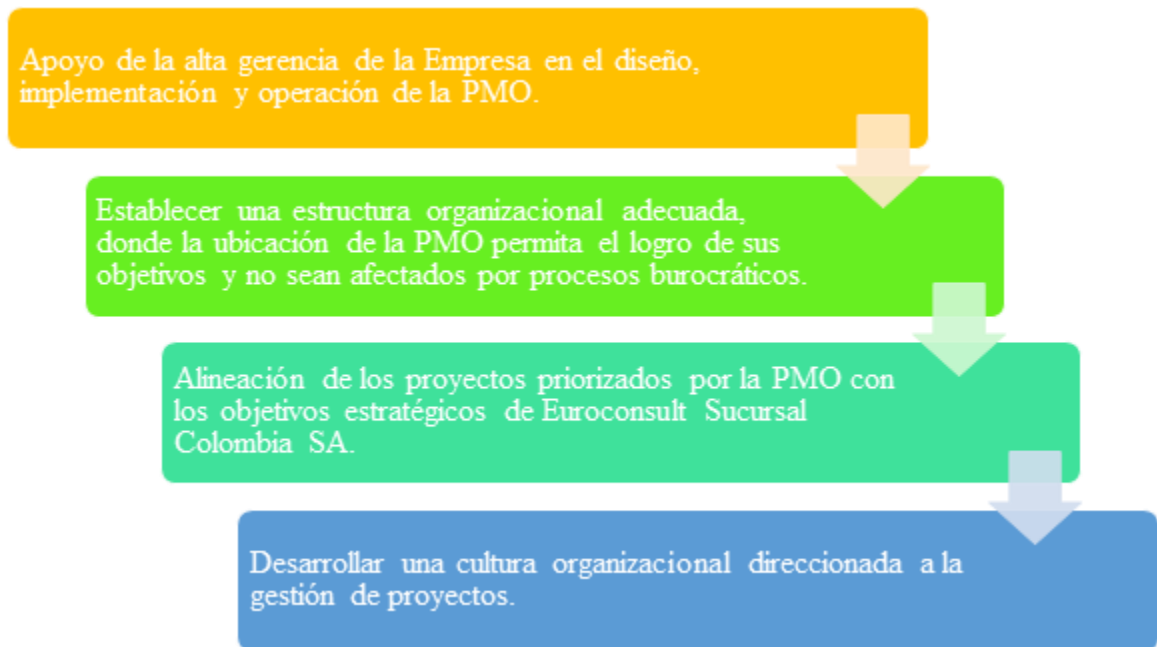 Apoyo de la alta gerencia de la Empresa en el diseño,
implementación y operación de la PMO.
Establecer una estructura organizacional adecuada,
donde la ubicación de la PMO permita el logro de sus
objetivos y no sean afectados por procesos burocráticos.
Alineación de los proyectos priorizados por la PMO con
los objetivos estratégicos de Euroconsult Sucursal
Colombia SA.
Desarrollar una cultura organizacional direccionada a la
gestión de proyectos.